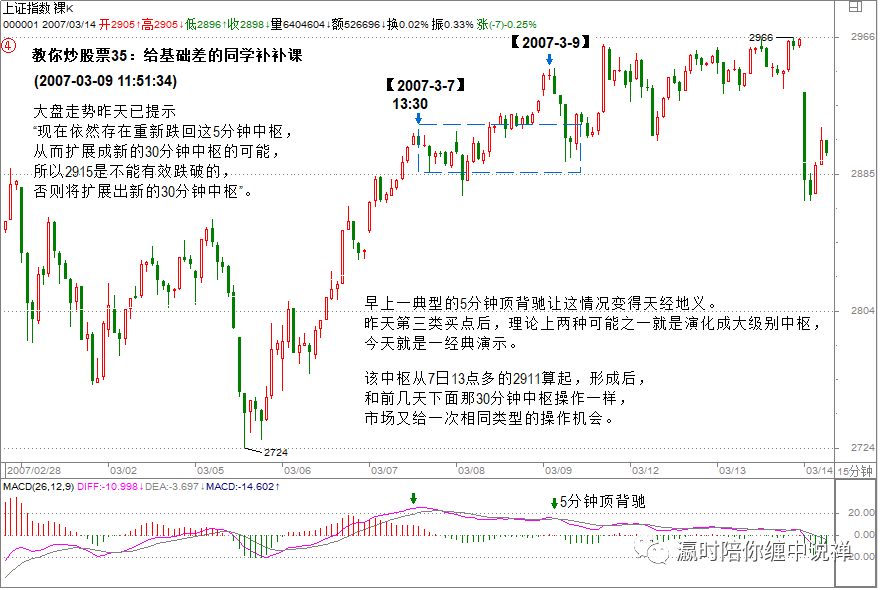 上证指数 裸K
000001 2007/03/14 开2905↑高2905↓低2896↑收2898↓量6404604↓额526696↓换0.02% 振0.33% 涨(-7)-0.25%
④
教你炒股票35：给基础差的同学补补课
(2007-03-09 11:51:34)
大盘走势昨天已提示
“现在依然存在重新跌回这5分钟中枢，
从而扩展成新的30分钟中枢的可能，
所以2915是不能有效跌破的，
否则将扩展出新的30分钟中枢”。
【2007-3-7】
13:30
【2007-3-9】
2966
2966
2885
2804
2724
2724
早上一典型的5分钟顶背驰让这情况变得天经地义。
昨天第三类买点后，理论上两种可能之一就是演化成大级别中枢，
今天就是一经典演示。
该中枢从7日13点多的2911算起，形成后，
和前几天下面那30分钟中枢操作一样，
市场又给一次相同类型的操作机会。
2007/02/28 03/02 03/05 03/06 03/07 03/08 03/09 03/12 03/13 03/14 15分钟
MACD(26,12,9) DIFF:-10.998↓DEA:-3.697↓MACD:-14.602↑
5分钟顶背驰
20.00
0.00
瀛时陪你缠中说禅